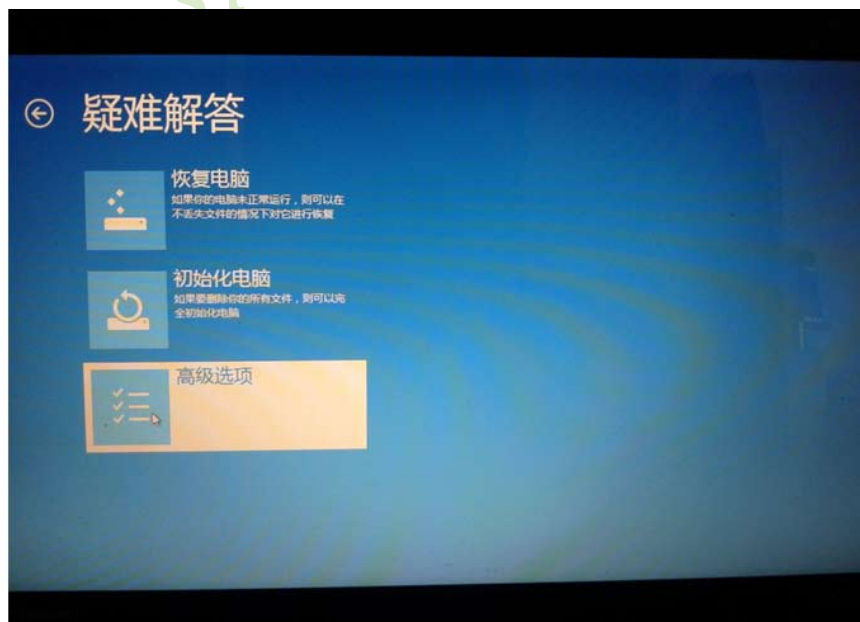 疑难解答
恢复电脑
如果你的电脑未正常运行，则可以在
不丢失文件的情况下对它进行恢复
初始化电脑
如果要删除你的所有文件，则可以完
全初始化电脑
高级选项